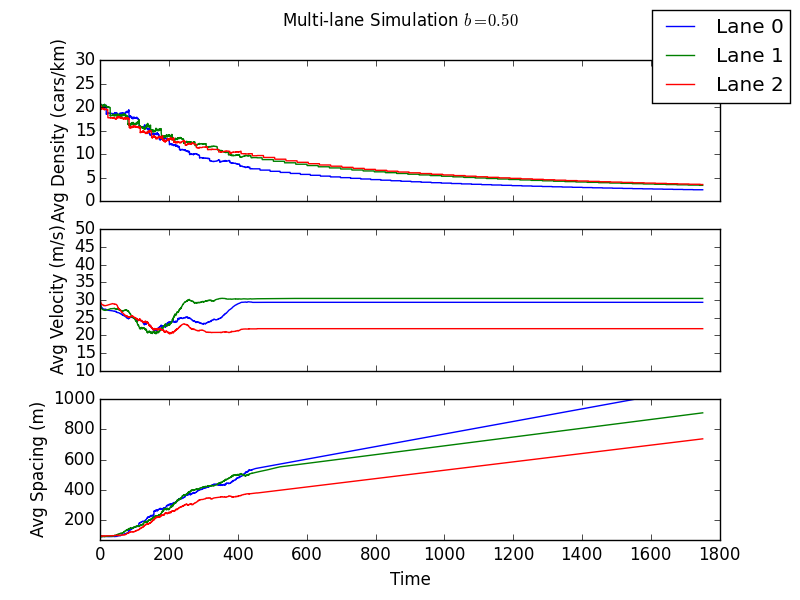 Multi-lane Simulation b=0.50
Lane 0
Lane 1
Lane 2
Avg Density (cars/km)
30
25
20
15
10
5
0
Avg Velocity (m/s)
50
45
40
35
30
25
20
15
10
Avg Spacing (m)
1000
800
600
400
200
0 200 400 600 800 1000 1200 1400 1600 1800
Time